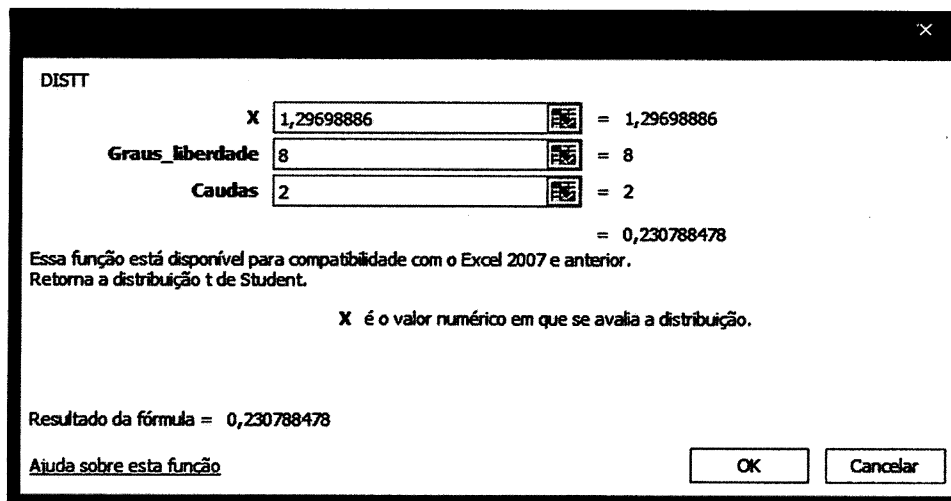 ×
DISTT
X 1,29698886 = 1,29698886
Graus_liberdade 8 = 8
Caudas 2 = 2
= 0,230788478
Essa função está disponível para compatibilidade com o Excel 2007 e anterior.
Retorna a distribuição t de Student.
X é o valor numérico em que se avalia a distribuição.
Resultado da fórmula = 0,230788478
Ajuda sobre esta função
OK Cancelar